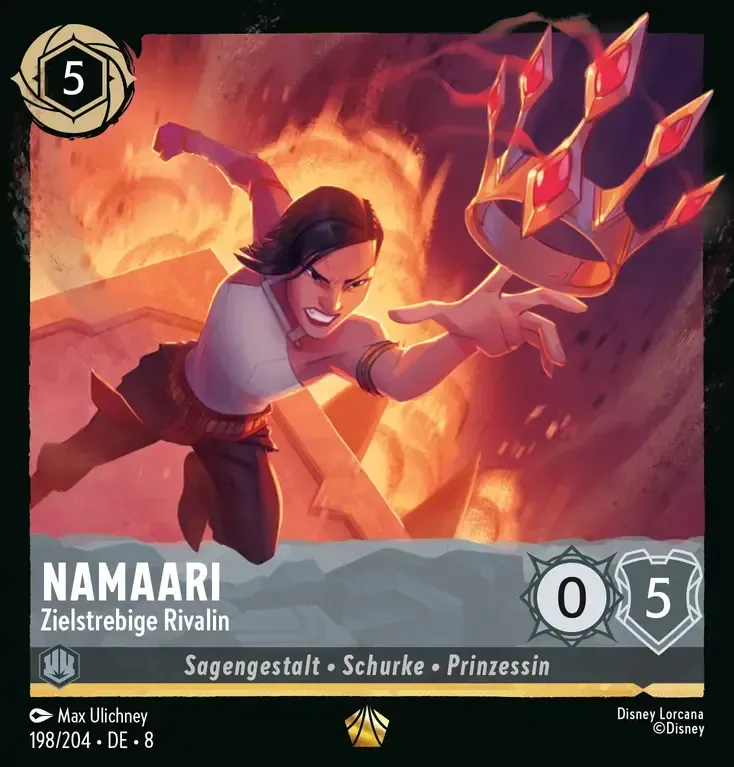 5
NAMAARI
Zielstrebige Rivalin
0 5
Sagengestalt • Schurke • Prinzessin
Max Ulichney
198/204 • DE • 8
Disney Lorcana
©Disney